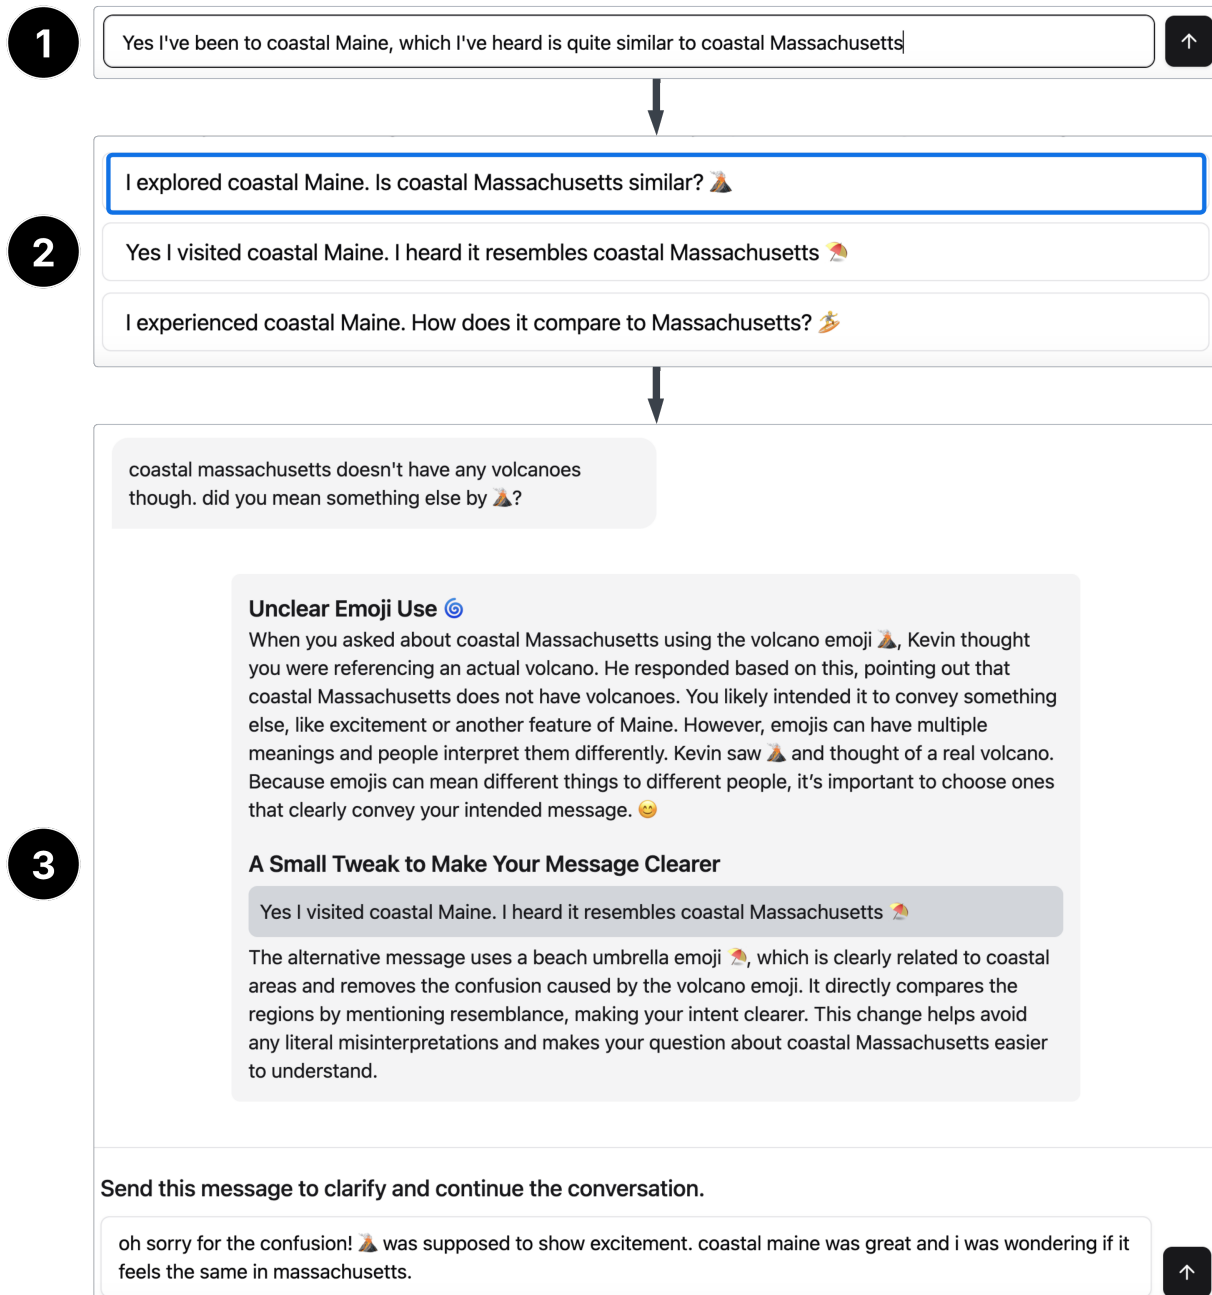 1
Yes I've been to coastal Maine, which I've heard is quite similar to coastal Massachusetts
2
I explored coastal Maine. Is coastal Massachusetts similar? 🌋
Yes I visited coastal Maine. I heard it resembles coastal Massachusetts ⛱️
I experienced coastal Maine. How does it compare to Massachusetts? 🏄
3
coastal massachusetts doesn't have any volcanoes
though. did you mean something else by 🌋?
Unclear Emoji Use 🌀
When you asked about coastal Massachusetts using the volcano emoji 🌋, Kevin thought
you were referencing an actual volcano. He responded based on this, pointing out that
coastal Massachusetts does not have volcanoes. You likely intended it to convey something
else, like excitement or another feature of Maine. However, emojis can have multiple
meanings and people interpret them differently. Kevin saw 🌋 and thought of a real volcano.
Because emojis can mean different things to different people, it’s important to choose ones
that clearly convey your intended message. 😊
A Small Tweak to Make Your Message Clearer
Yes I visited coastal Maine. I heard it resembles coastal Massachusetts ⛱️
The alternative message uses a beach umbrella emoji ⛱️, which is clearly related to coastal
areas and removes the confusion caused by the volcano emoji. It directly compares the
regions by mentioning resemblance, making your intent clearer. This change helps avoid
any literal misinterpretations and makes your question about coastal Massachusetts easier
to understand.
Send this message to clarify and continue the conversation.
oh sorry for the confusion! 🌋 was supposed to show excitement. coastal maine was great and i was wondering if it
feels the same in massachusetts.